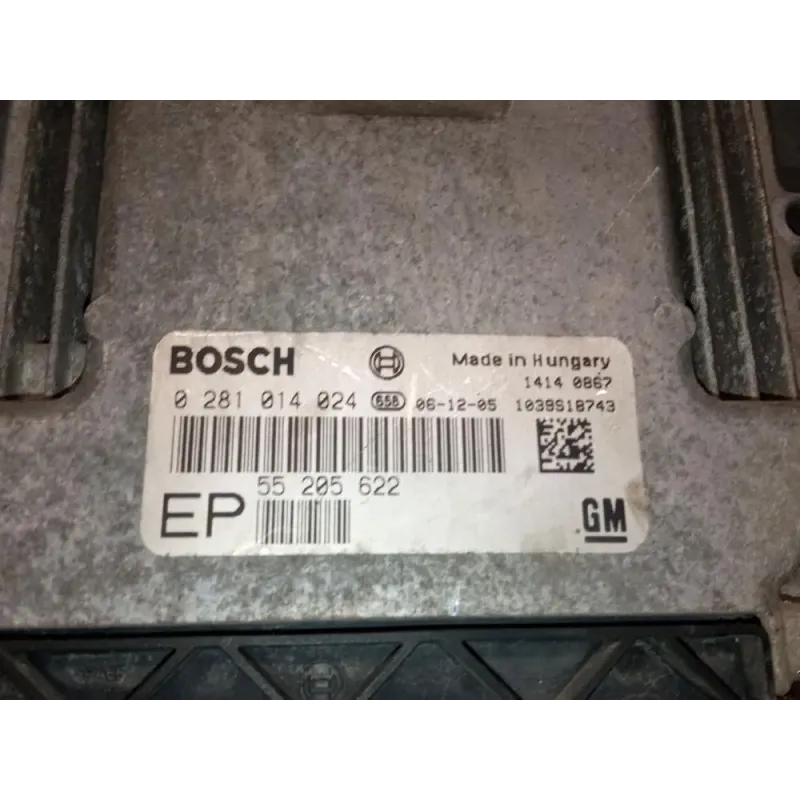 BOSCH Made in Hungary
1414 0867
0 281 014 024 658 06-12-05 1039S18743
55 205 622
EP
GM